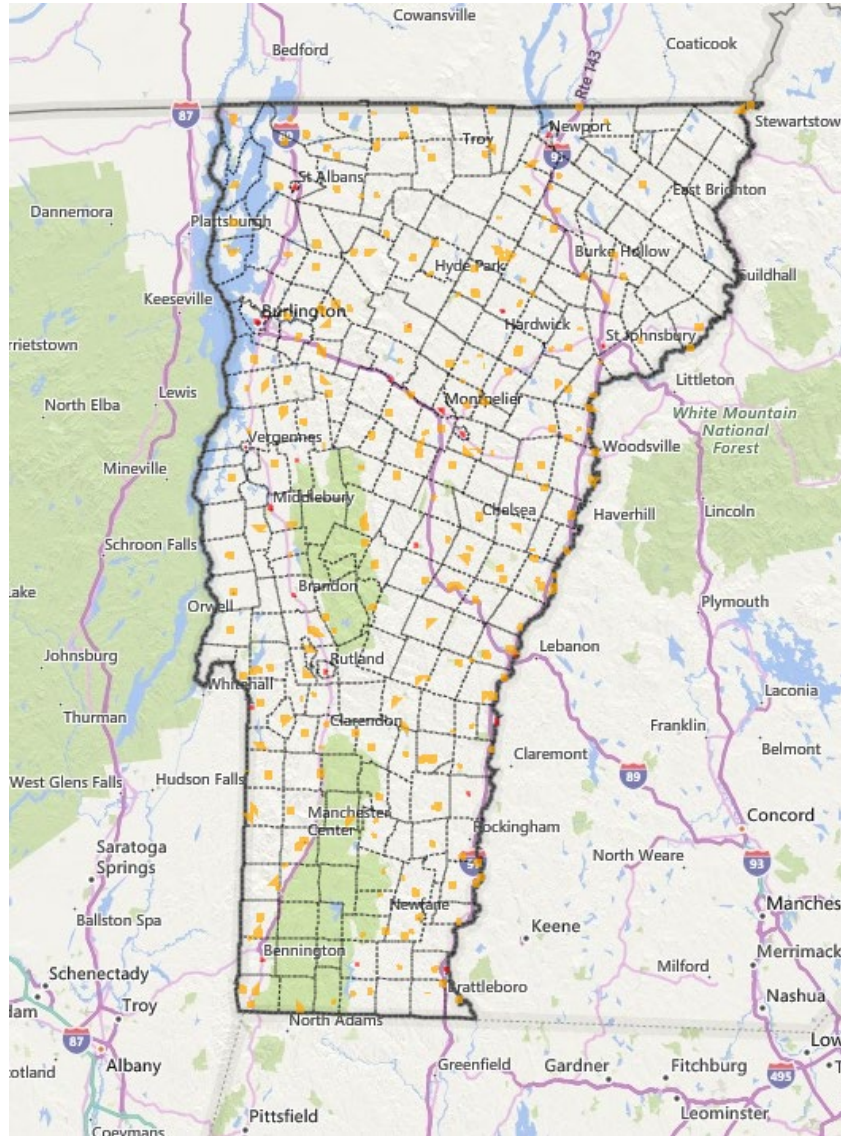 Cowansville
Bedford
Coaticook
Rte 143
87
Stewartstow
Newport
Troy
St Albans
East Brighton
Dannemora
Plattsburgh
Hyde Park
Burke Hollow
Guildhall
Keeseville
Burlington
Hardwick
St Johnsbury
rrietstown
Littleton
Lewis
North Elba
Montpelier
White Mountain
National
Forest
Vergennes
Woodsville
Mineville
Middlebury
Chelsea
Haverhill
Lincoln
Schroon Falls
Brandon
Lake
Orwell
Plymouth
Johnsburg
Rutland
Lebanon
Whitehall
Laconia
Thurman
Clarendon
Franklin
Belmont
West Glens Falls
Hudson Falls
Claremont
89
Manchester
Center
Rockingham
Concord
Saratoga
Springs
North Weare
93
Newfane
Manches
Ballston Spa
Keene
Bennington
Merrimack
Schenectady
Milford
Brattleboro
Nashua
dam
Troy
North Adams
87
Albany
Low
cotland
Greenfield
Gardner
Fitchburg
495
Leominster
Pittsfield
Coeymans